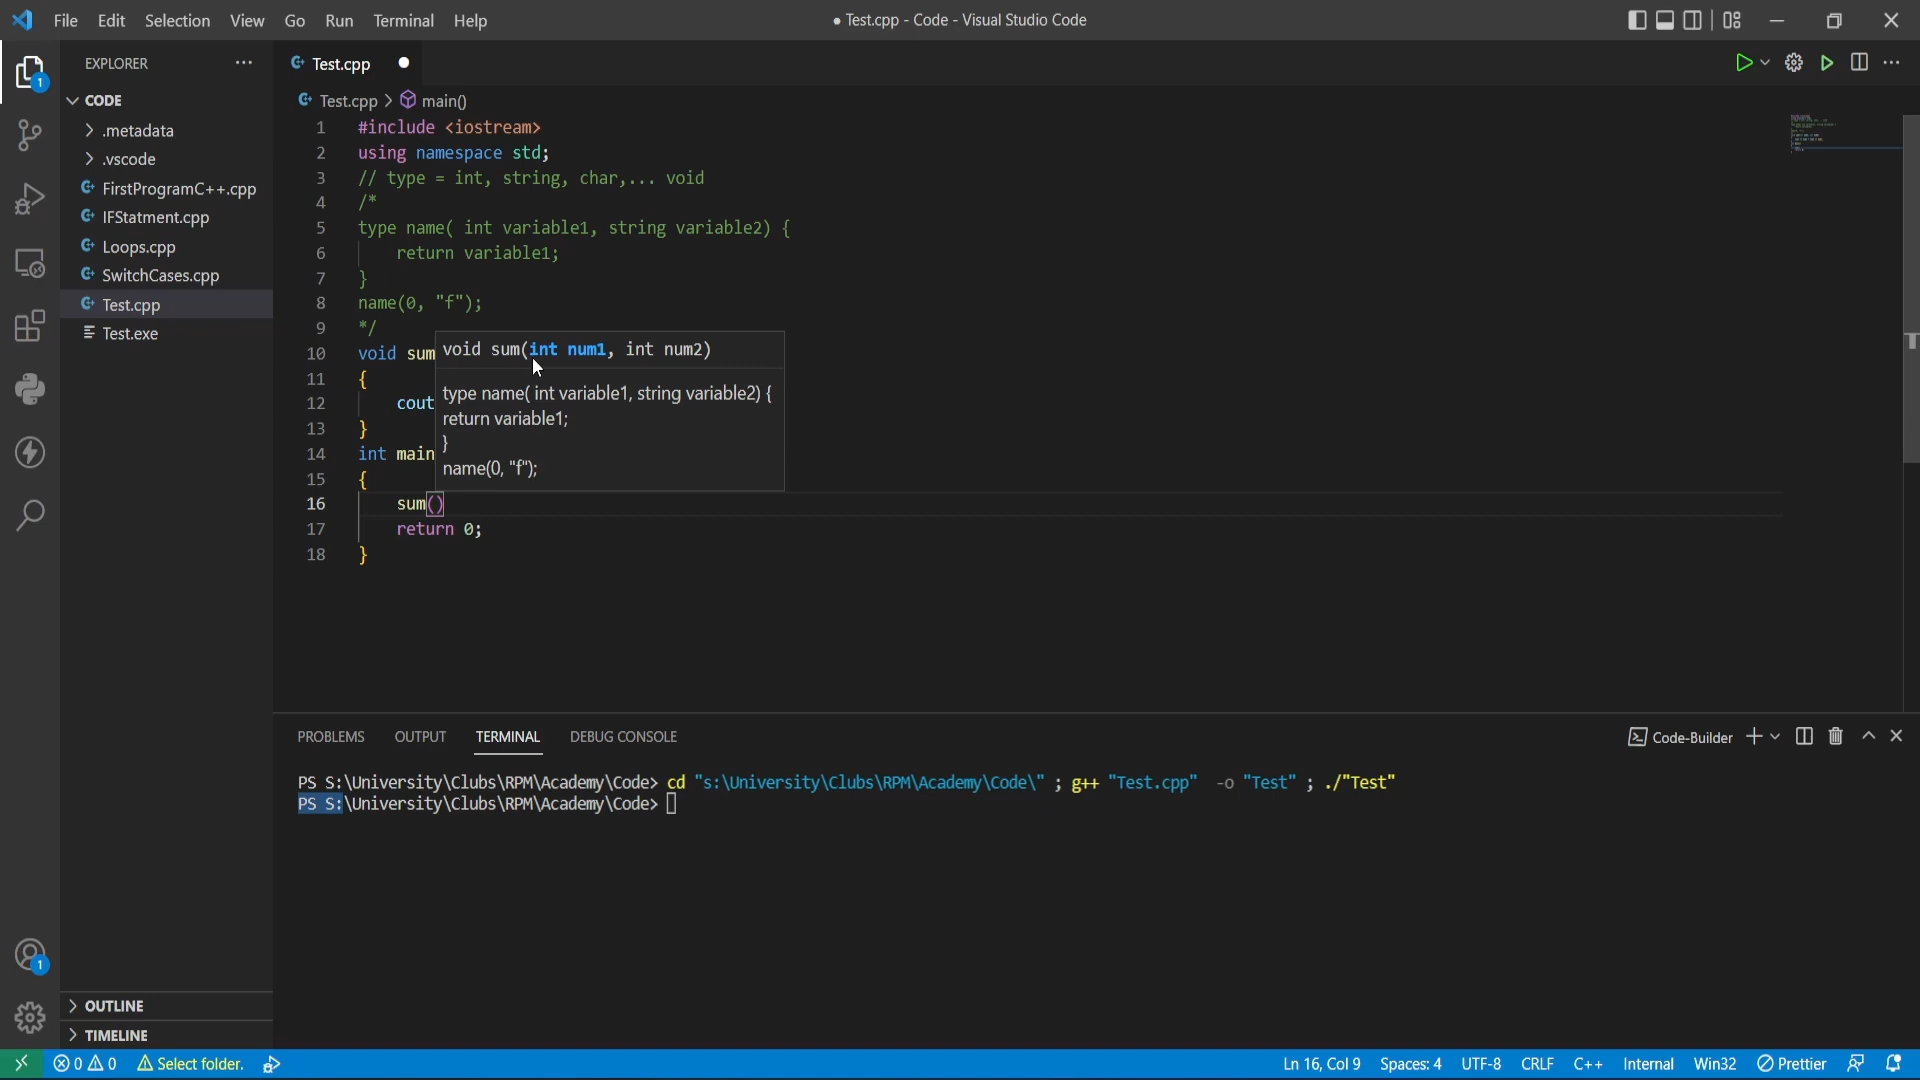 File Edit Selection View Go Run Terminal Help
● Test.cpp - Code - Visual Studio Code
EXPLORER ···
Test.cpp ●
CODE
Test.cpp > main()
> .metadata
> .vscode
FirstProgramC++.cpp
IFStatment.cpp
Loops.cpp
SwitchCases.cpp
Test.cpp
Test.exe
1 #include <iostream>
2 using namespace std;
3 // type = int, string, char,... void
4 /*
5 type name( int variable1, string variable2) {
6 return variable1;
7 }
8 name(0, "f");
9 */
10 void sum
11 {
12 cout
13 }
14 int main
15 {
16 sum()
17 return 0;
18 }
void sum(int num1, int num2)
type name( int variable1, string variable2) {
return variable1;
}
name(0, "f");
PROBLEMS OUTPUT TERMINAL DEBUG CONSOLE
Code-Builder
PS S:\University\Clubs\RPM\Academy\Code> cd "s:\University\Clubs\RPM\Academy\Code\" ; g++ "Test.cpp" -o "Test" ; ./"Test"
PS S:\University\Clubs\RPM\Academy\Code>
1
1
> OUTLINE
> TIMELINE
0 0 Select folder. Ln 16, Col 9 Spaces: 4 UTF-8 CRLF C++ Internal Win32 Prettier